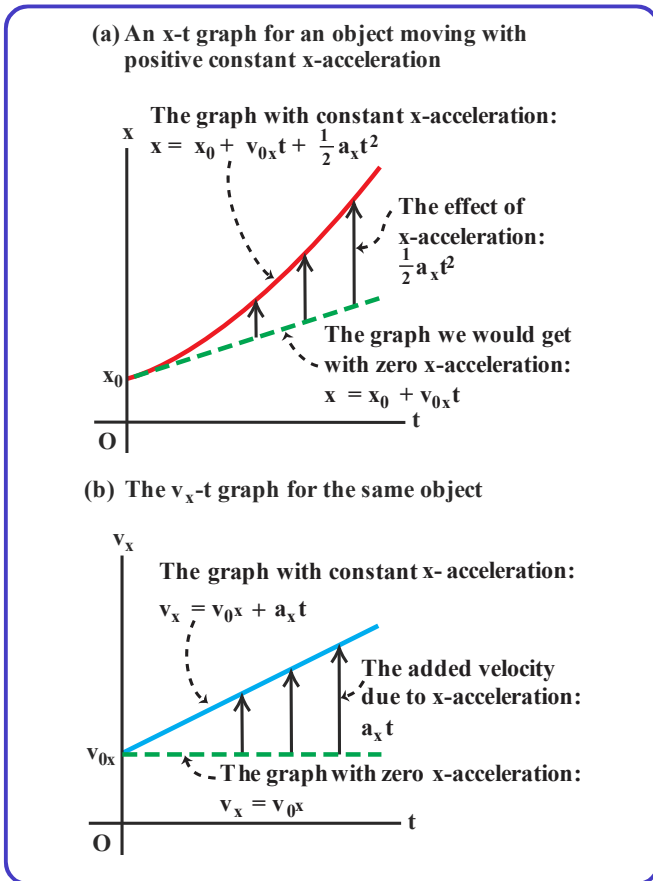 (a) An x-t graph for an object moving with
positive constant x-acceleration
The graph with constant x-acceleration:
x
x = x₀ + v₀ₓt + ½ aₓt²
The effect of
x-acceleration:
½ aₓt²
The graph we would get
with zero x-acceleration:
x = x₀ + v₀ₓt
x₀
t
O
(b) The vₓ-t graph for the same object
vₓ
The graph with constant x- acceleration:
vₓ = v₀ₓ + aₓt
The added velocity
due to x-acceleration:
aₓt
v₀ₓ
The graph with zero x-acceleration:
vₓ = v₀ₓ
t
O